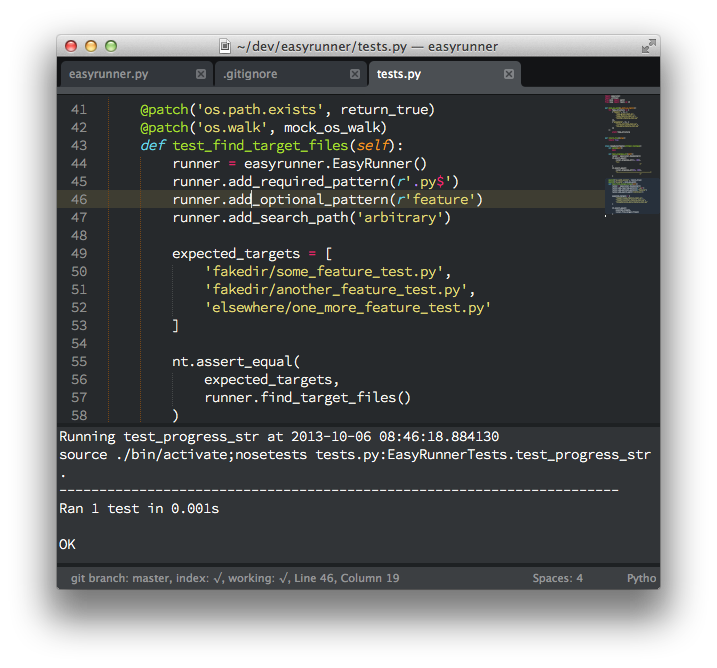 ~/dev/easyrunner/tests.py — easyrunner
easyrunner.py
.gitignore
tests.py
41 @patch('os.path.exists', return_true)
42 @patch('os.walk', mock_os_walk)
43 def test_find_target_files(self):
44 runner = easyrunner.EasyRunner()
45 runner.add_required_pattern(r'.py$')
46 runner.add_optional_pattern(r'feature')
47 runner.add_search_path('arbitrary')
48
49 expected_targets = [
50 'fakedir/some_feature_test.py',
51 'fakedir/another_feature_test.py',
52 'elsewhere/one_more_feature_test.py'
53 ]
54
55 nt.assert_equal(
56 expected_targets,
57 runner.find_target_files()
58 )
Running test_progress_str at 2013-10-06 08:46:18.884130
source ./bin/activate;nosetests tests.py:EasyRunnerTests.test_progress_str
.
----------------------------------------------------------------------
Ran 1 test in 0.001s
OK
git branch: master, index: √, working: √, Line 46, Column 19
Spaces: 4
Pytho